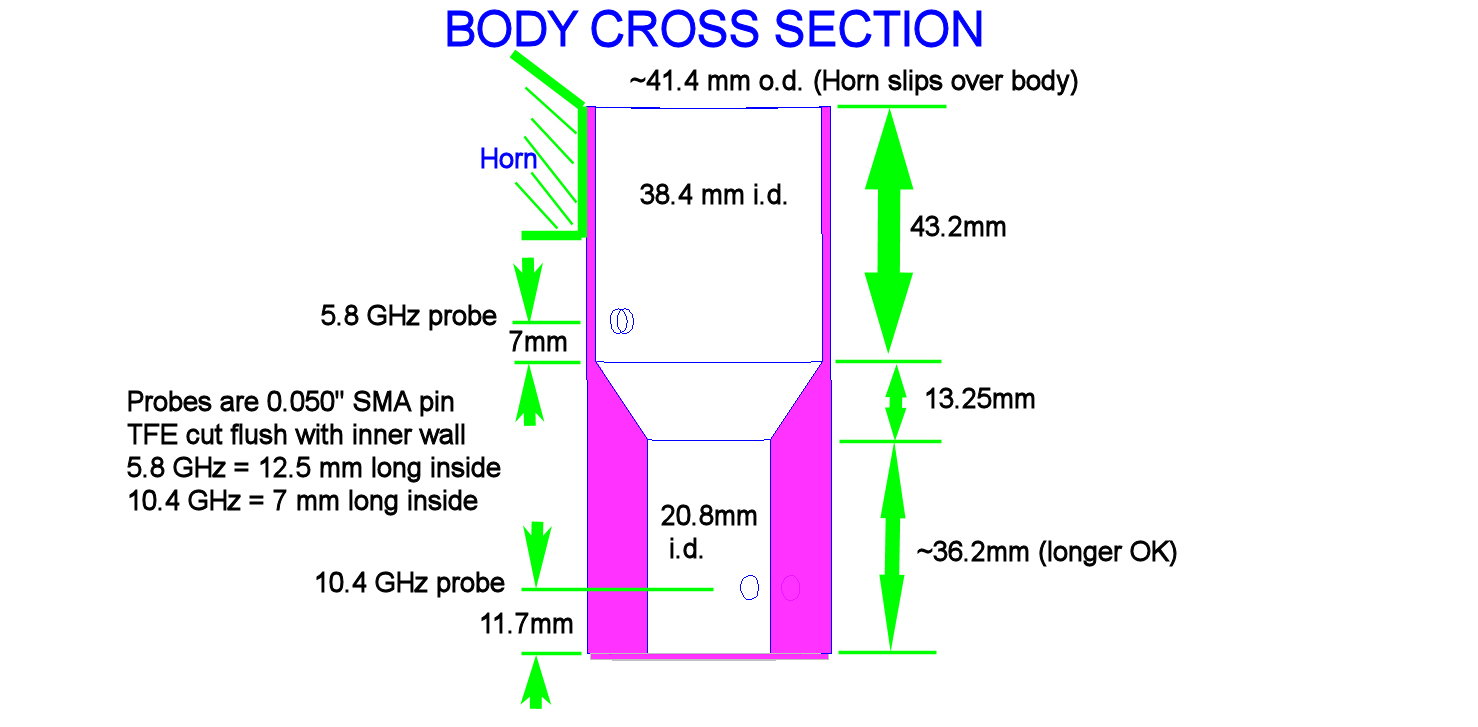 BODY CROSS SECTION
~41.4 mm o.d. (Horn slips over body)
Horn
38.4 mm i.d.
43.2mm
5.8 GHz probe
7mm
Probes are 0.050" SMA pin
TFE cut flush with inner wall
5.8 GHz = 12.5 mm long inside
10.4 GHz = 7 mm long inside
13.25mm
20.8mm
i.d.
~36.2mm (longer OK)
10.4 GHz probe
11.7mm